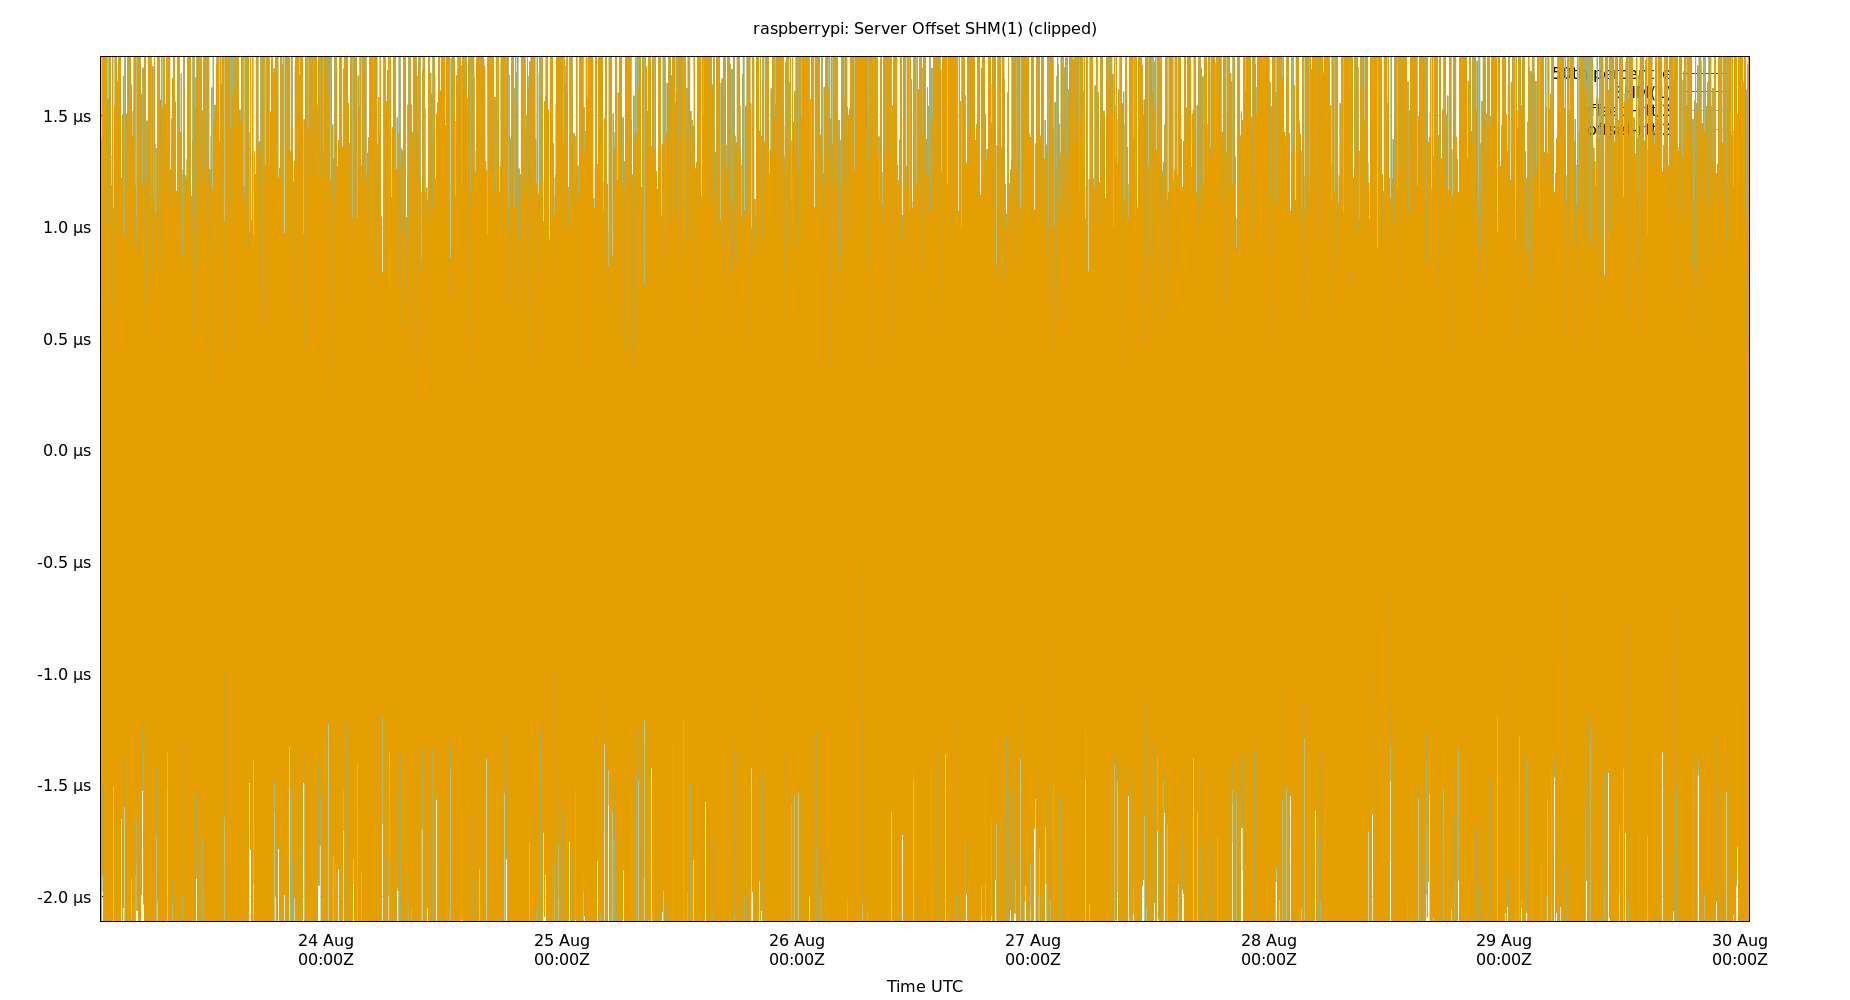 raspberrypi: Server Offset SHM(1) (clipped)
1.5 µs
1.0 µs
0.5 µs
0.0 µs
-0.5 µs
-1.0 µs
-1.5 µs
-2.0 µs
24 Aug 25 Aug 26 Aug 27 Aug 28 Aug 29 Aug 30 Aug
00:00Z 00:00Z 00:00Z 00:00Z 00:00Z 00:00Z 00:00Z
Time UTC